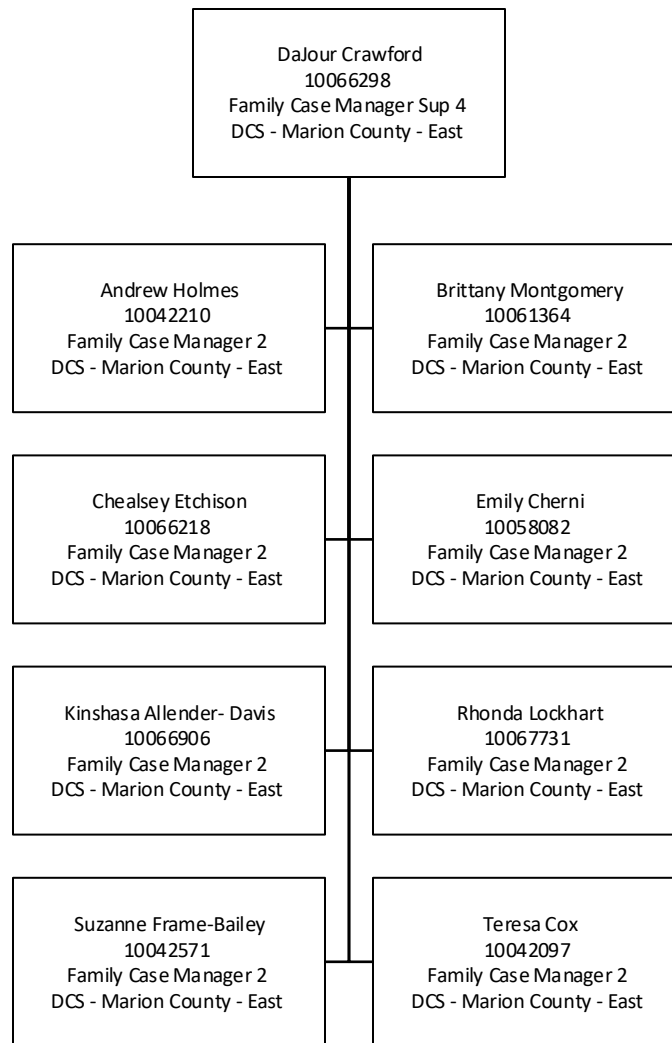 DaJour Crawford
10066298
Family Case Manager Sup 4
DCS - Marion County - East
Andrew Holmes
10042210
Family Case Manager 2
DCS - Marion County - East
Brittany Montgomery
10061364
Family Case Manager 2
DCS - Marion County - East
Chealsey Etchison
10066218
Family Case Manager 2
DCS - Marion County - East
Emily Cherni
10058082
Family Case Manager 2
DCS - Marion County - East
Kinshasa Allender- Davis
10066906
Family Case Manager 2
DCS - Marion County - East
Rhonda Lockhart
10067731
Family Case Manager 2
DCS - Marion County - East
Suzanne Frame-Bailey
10042571
Family Case Manager 2
DCS - Marion County - East
Teresa Cox
10042097
Family Case Manager 2
DCS - Marion County - East